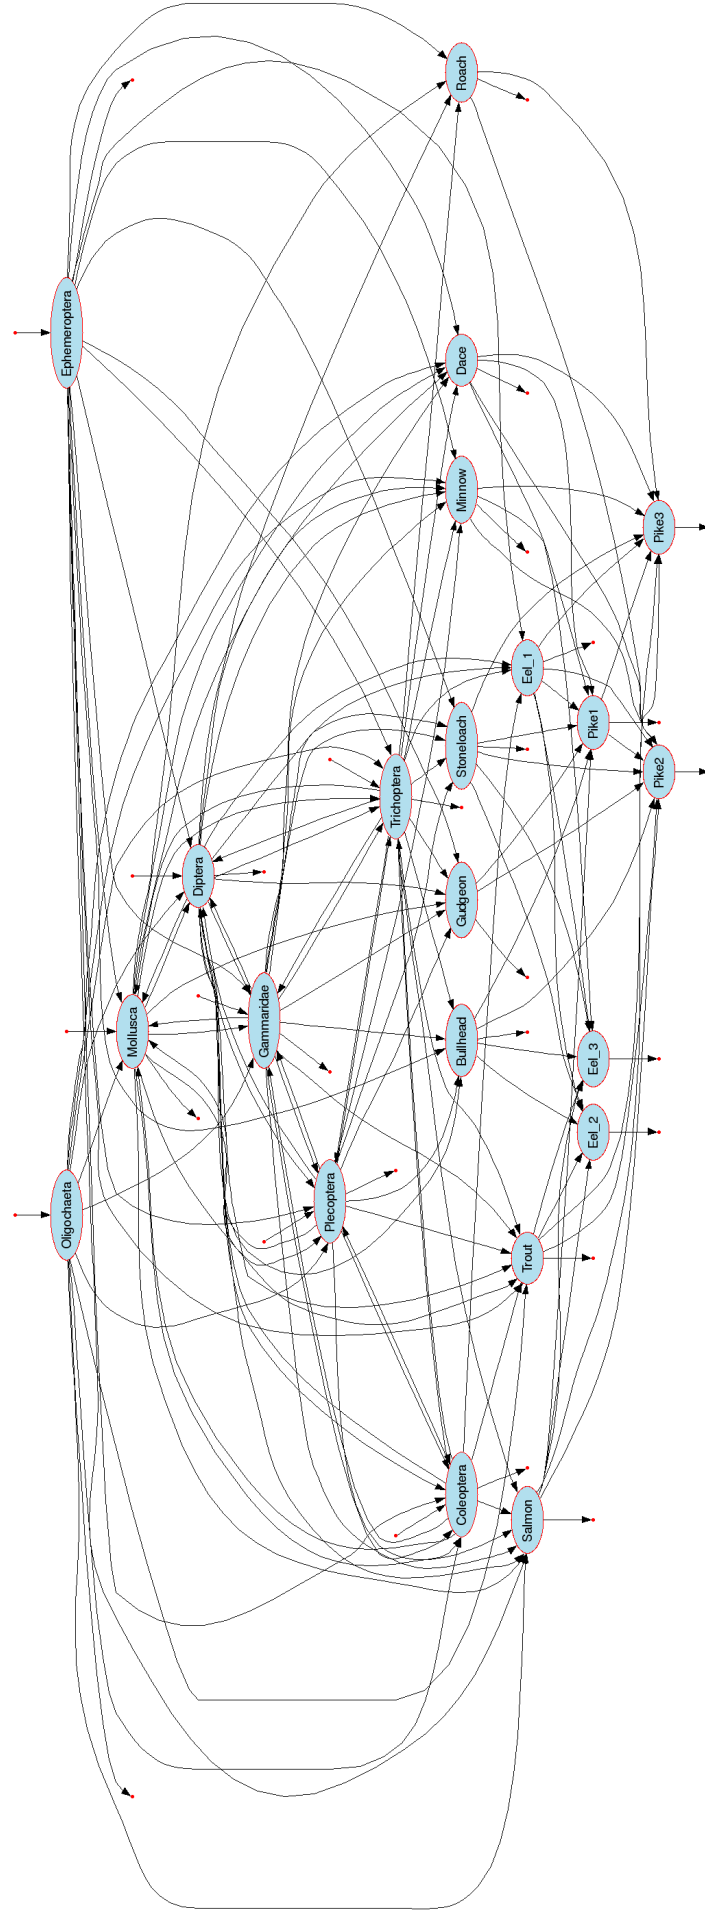 Ephemeroptera
Oligochaeta
Mollusca
Diptera
Gammaridae
Plecoptera
Trichoptera
Coleoptera
Bullhead
Gudgeon
Stoneloach
Minnow
Dace
Roach
Salmon
Trout
Eel_1
Eel_2
Eel_3
Pike1
Pike2
Pike3